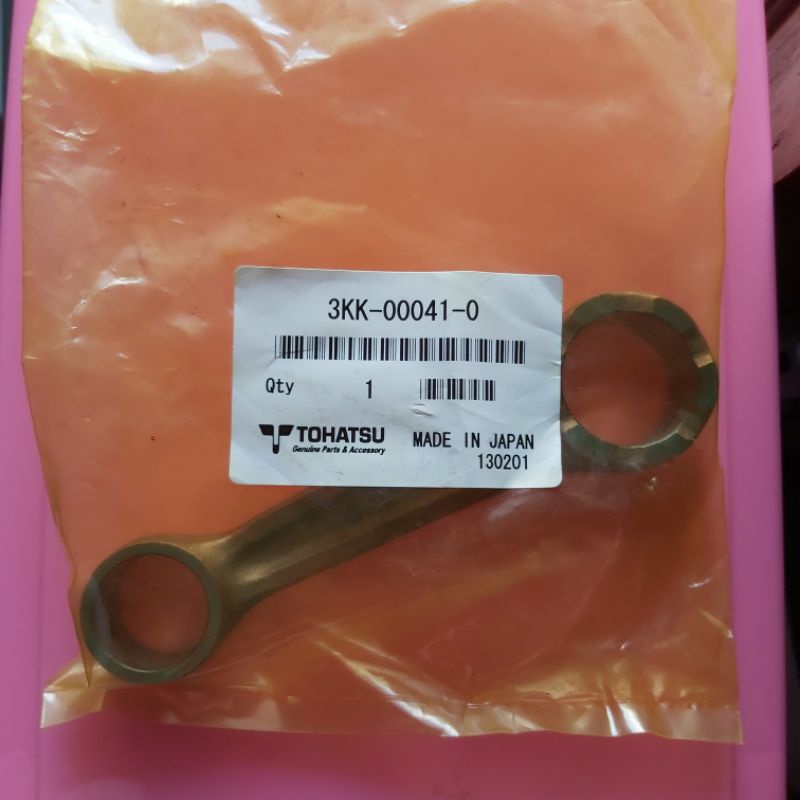 3KK-00041-0
Qty 1
TOHATSU MADE IN JAPAN
Genuine Parts & Accessory
130201